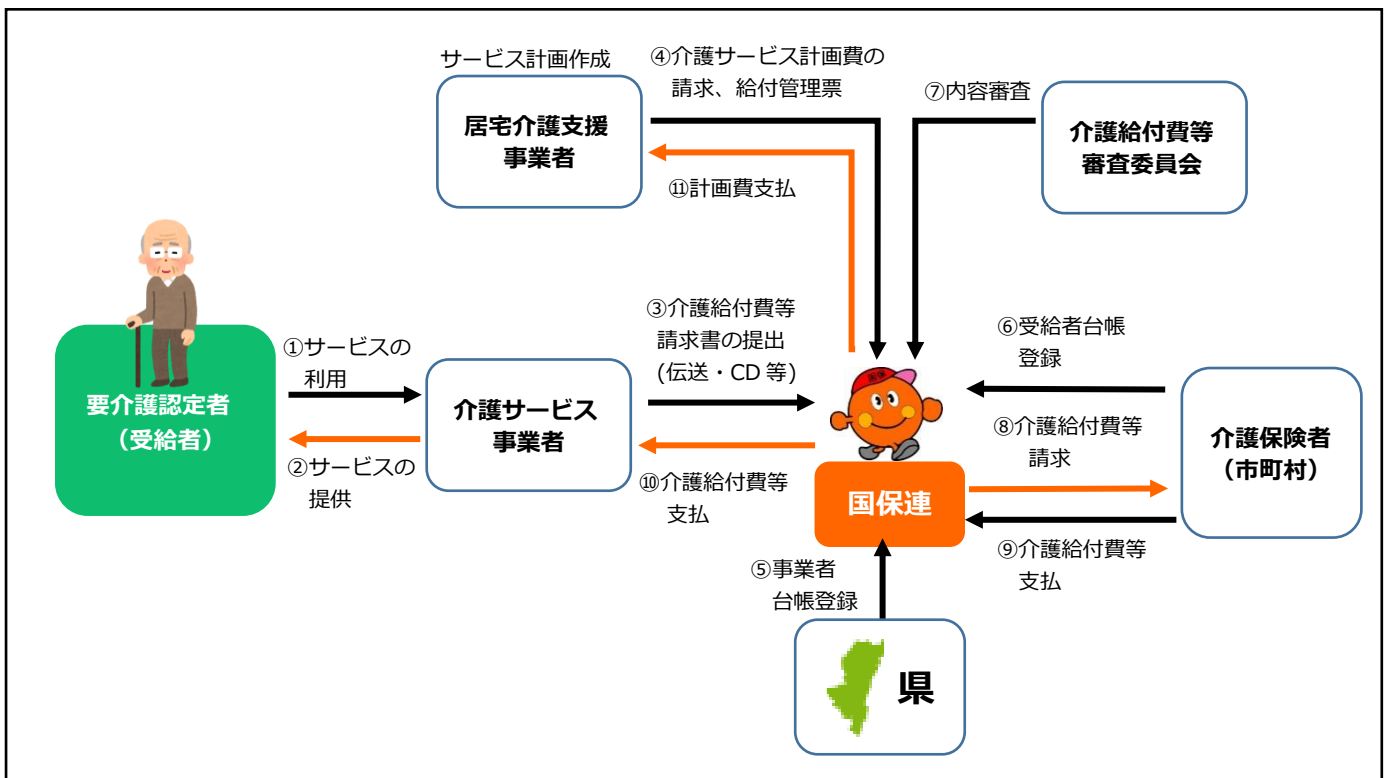 サービス計画作成
居宅介護支援
事業者
④介護サービス計画費の
請求、給付管理票
⑪計画費支払
⑦内容審査
介護給付費等
審査委員会
要介護認定者
（受給者）
①サービスの
利用
②サービスの
提供
介護サービス
事業者
③介護給付費等
請求書の提出
(伝送・CD 等)
⑩介護給付費等
支払
国保
国保連
⑥受給者台帳
登録
⑧介護給付費等
請求
⑨介護給付費等
支払
介護保険者
（市町村）
⑤事業者
台帳登録
県